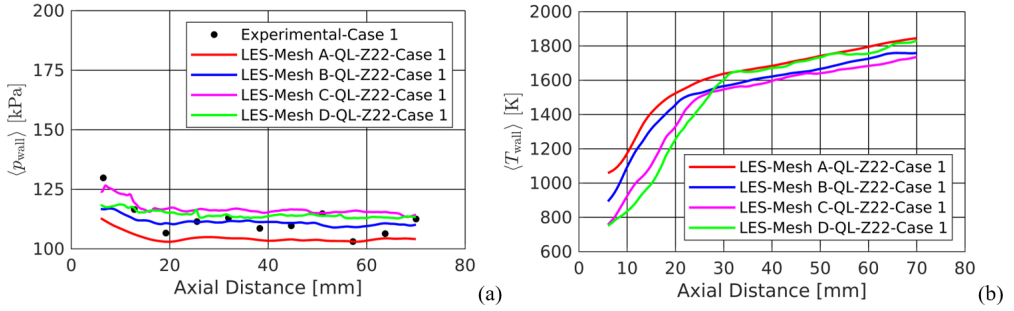 200
175
150
125
100
0
20
40
60
80
⟨p_wall⟩ [kPa]
Axial Distance [mm]
Experimental-Case 1
LES-Mesh A-QL-Z22-Case 1
LES-Mesh B-QL-Z22-Case 1
LES-Mesh C-QL-Z22-Case 1
LES-Mesh D-QL-Z22-Case 1
(a)
2000
1800
1600
1400
1200
1000
800
600
0
10
20
30
40
50
60
70
80
⟨T_wall⟩ [K]
Axial Distance [mm]
LES-Mesh A-QL-Z22-Case 1
LES-Mesh B-QL-Z22-Case 1
LES-Mesh C-QL-Z22-Case 1
LES-Mesh D-QL-Z22-Case 1
(b)